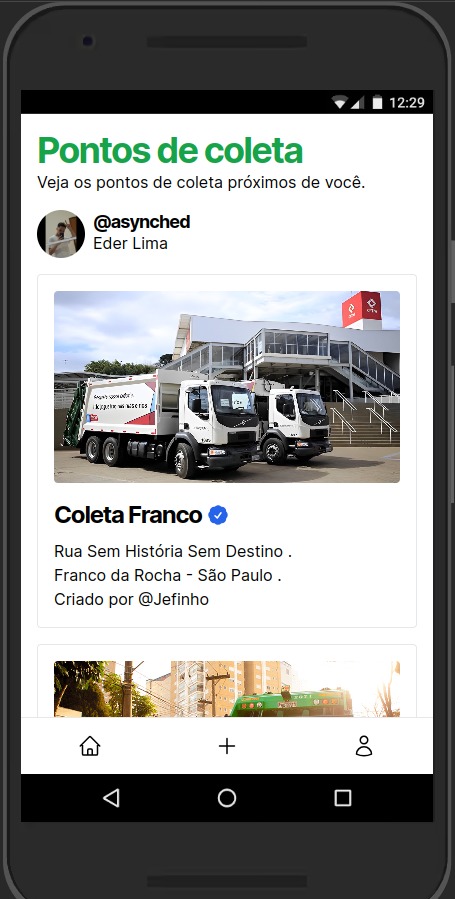 12:29
Pontos de coleta
Veja os pontos de coleta próximos de você.
@asynched
Eder Lima
Coleta Franco
Rua Sem História Sem Destino .
Franco da Rocha - São Paulo .
Criado por @Jefinho